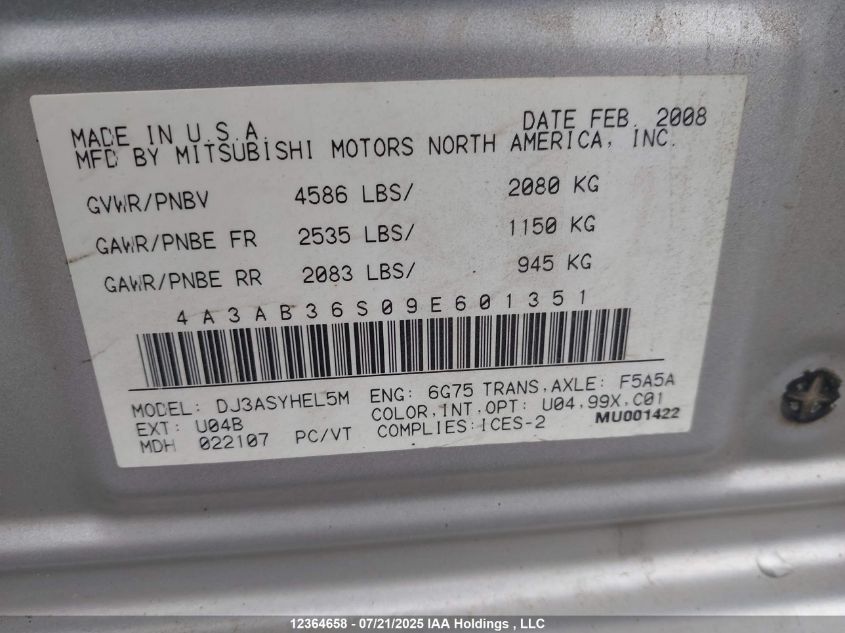 MADE IN U.S.A. DATE FEB. 2008
MFD BY MITSUBISHI MOTORS NORTH AMERICA, INC.
GVWR/PNBV 4586 LBS/ 2080 KG
GAWR/PNBE FR 2535 LBS/ 1150 KG
GAWR/PNBE RR 2083 LBS/ 945 KG
4A3AB36S09E601351
MODEL: DJ3ASYHEL5M ENG: 6G75 TRANS.AXLE: F5A5A
EXT: U04B COLOR,INT.OPT: U04,99X,C01
MDH 022107 PC/VT COMPLIES:ICES-2 MU001422
12364658 - 07/21/2025 IAA Holdings , LLC